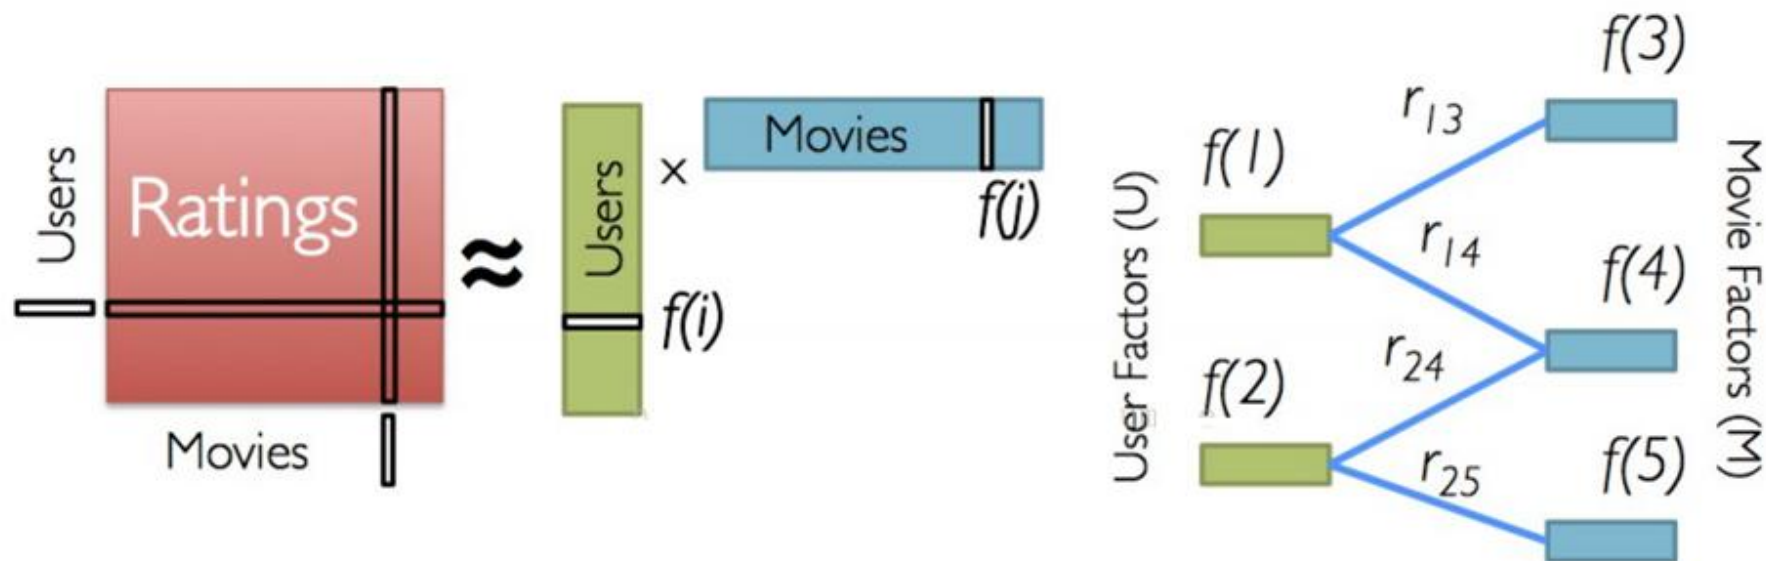 Users
Ratings
Movies
≈
Users
f(i)
×
Movies
f(j)
User Factors (U)
f(1)
f(2)
r13
r14
r24
r25
f(3)
f(4)
f(5)
Movie Factors (M)